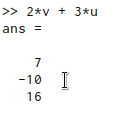 >> 2*v + 3*u
ans =
7
-10
16